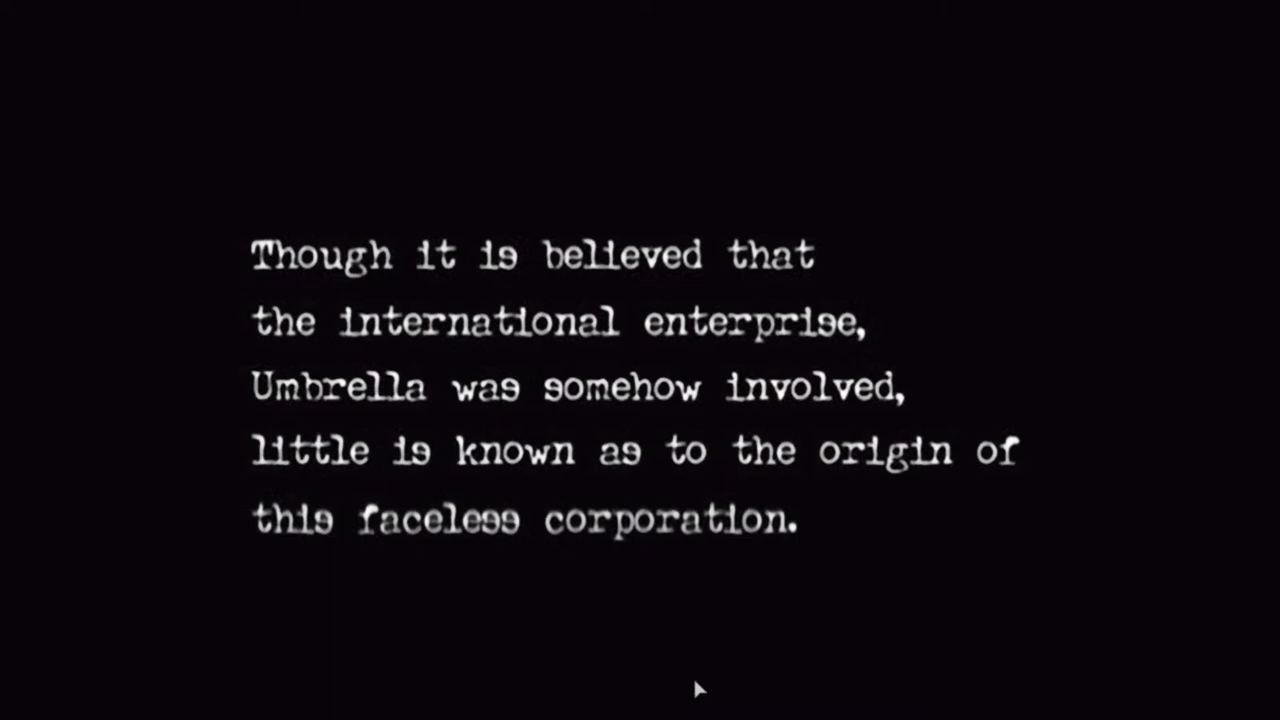 Though it is believed that
the international enterprise,
Umbrella was somehow involved,
little is known as to the origin of
this faceless corporation.